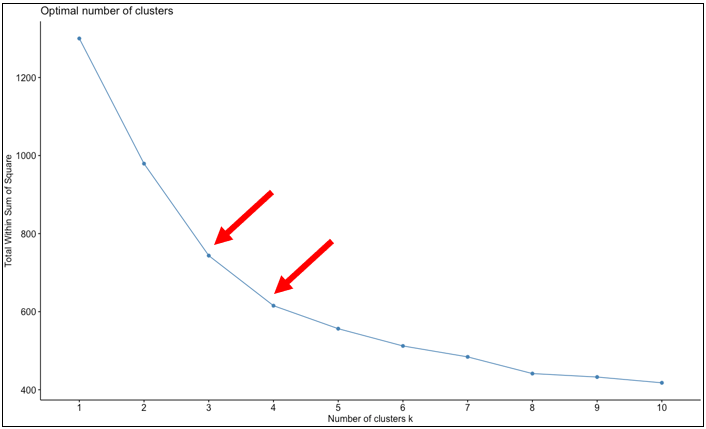 Optimal number of clusters
Total Within Sum of Square
1200
1000
800
600
400
1 2 3 4 5 6 7 8 9 10
Number of clusters k